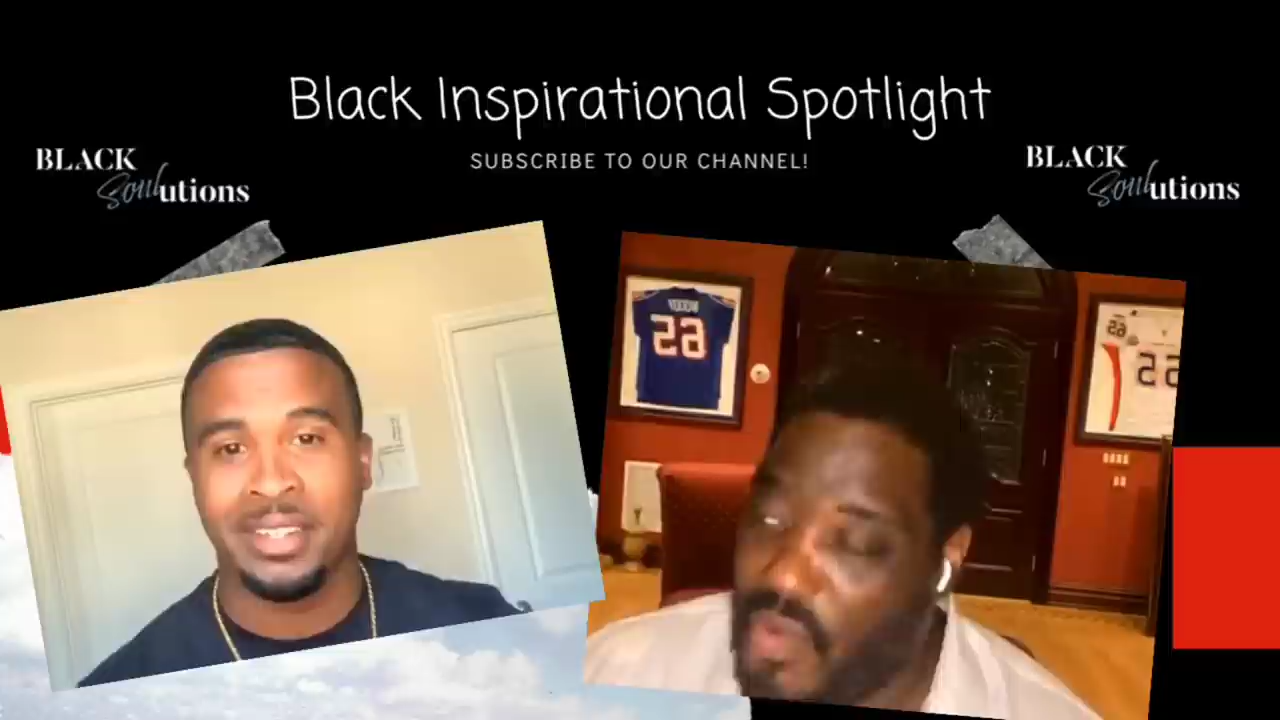 Black Inspirational Spotlight
SUBSCRIBE TO OUR CHANNEL!
BLACK
Soulutions
BLACK
Soulutions